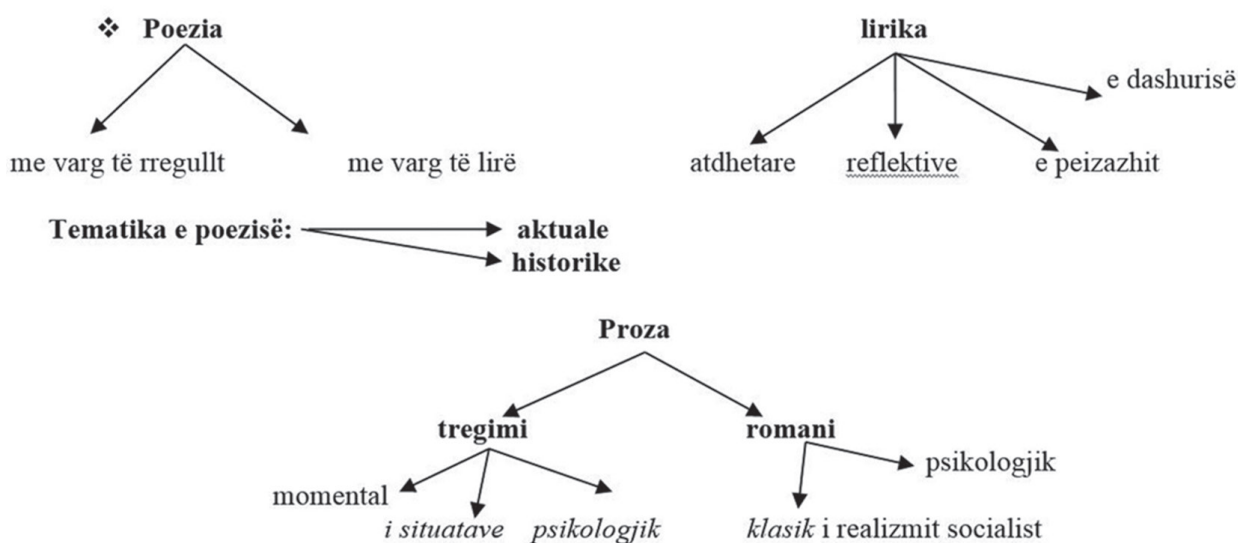 ❖ Poezia
me varg të rregullt
me varg të lirë
lirika
e dashurisë
atdhetare
reflektive
e peizazhit
Tematika e poezisë:
aktuale
historike
Proza
tregimi
romani
momental
i situatave
psikologjik
psikologjik
klasik i realizmit socialist